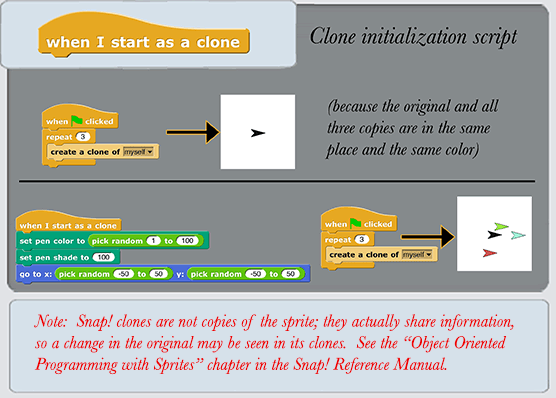 when I start as a clone
Clone initialization script
when clicked
repeat 3
create a clone of myself
(because the original and all
three copies are in the same
place and the same color)
when I start as a clone
set pen color to pick random 1 to 100
set pen shade to 100
go to x: pick random -50 to 50 y: pick random -50 to 50
when clicked
repeat 3
create a clone of myself
Note: Snap! clones are not copies of the sprite; they actually share information,
so a change in the original may be seen in its clones. See the “Object Oriented
Programming with Sprites” chapter in the Snap! Reference Manual.